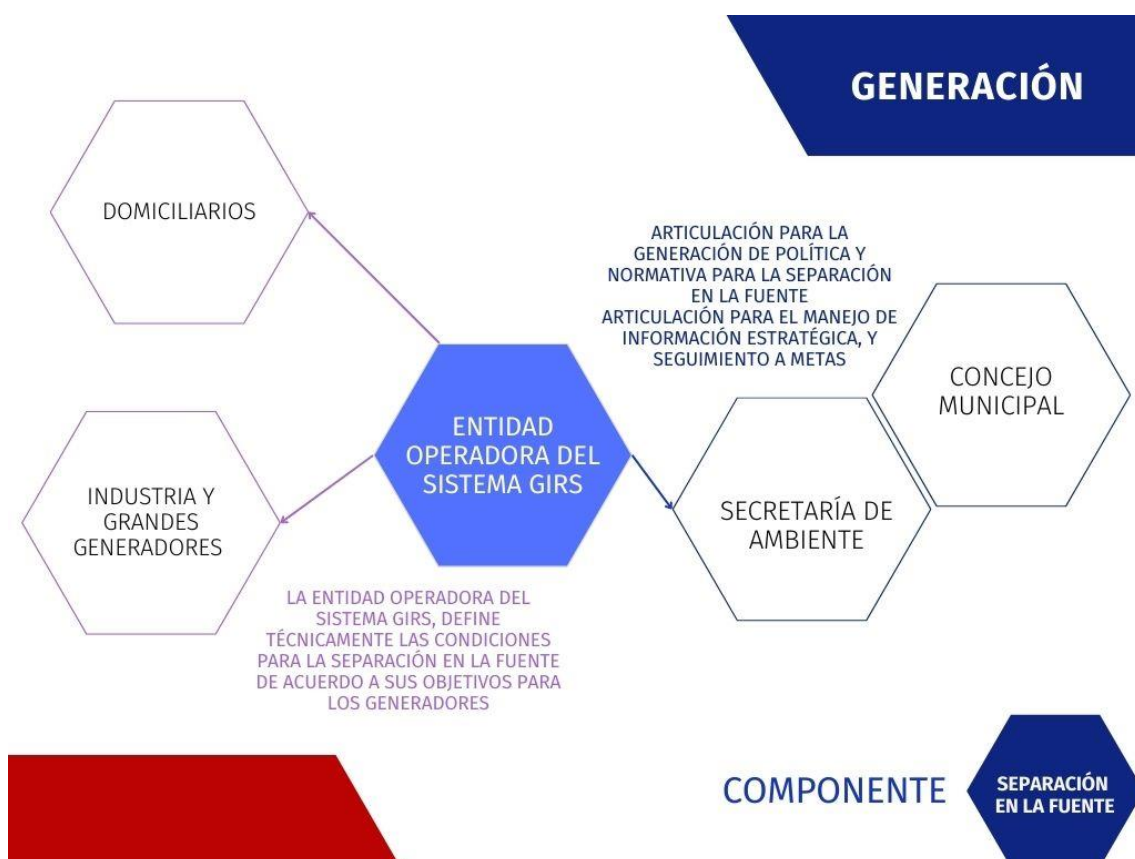 GENERACIÓN
DOMICILIARIOS
ARTICULACIÓN PARA LA
GENERACIÓN DE POLÍTICA Y
NORMATIVA PARA LA SEPARACIÓN
EN LA FUENTE
ARTICULACIÓN PARA EL MANEJO DE
INFORMACIÓN ESTRATÉGICA, Y
SEGUIMIENTO A METAS
CONCEJO
MUNICIPAL
ENTIDAD
OPERADORA DEL
SISTEMA GIRS
INDUSTRIA Y
GRANDES
GENERADORES
SECRETARÍA DE
AMBIENTE
LA ENTIDAD OPERADORA DEL
SISTEMA GIRS, DEFINE
TÉCNICAMENTE LAS CONDICIONES
PARA LA SEPARACIÓN EN LA FUENTE
DE ACUERDO A SUS OBJETIVOS PARA
LOS GENERADORES
COMPONENTE
SEPARACIÓN
EN LA FUENTE